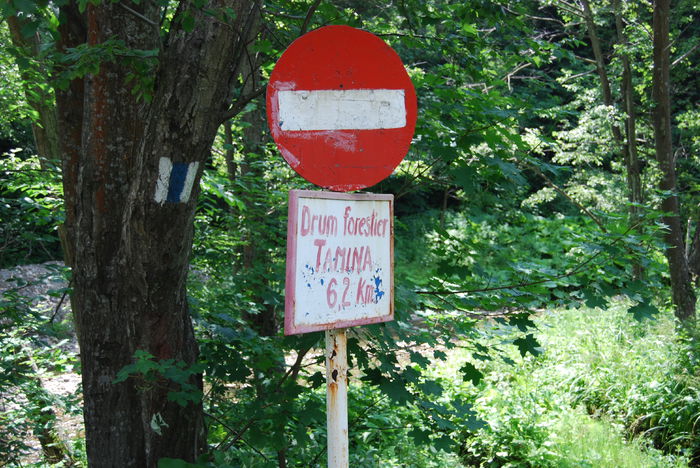 Drum forestier
TAMINA
6,2 Km